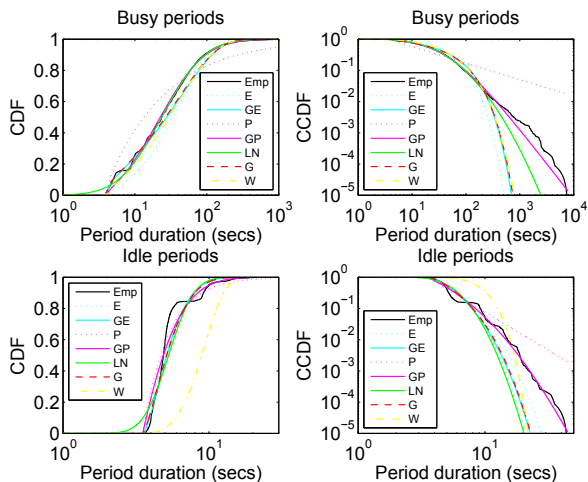 Busy periods
CDF
1
0.8
0.6
0.4
0.2
0
10^0
10^1
10^2
10^3
Period duration (secs)
Emp
E
GE
P
GP
LN
G
W
Busy periods
CCDF
10^0
10^-1
10^-2
10^-3
10^-4
10^-5
10^0
10^2
10^3
10^4
Period duration (secs)
Emp
E
GE
P
GP
LN
G
W
Idle periods
CDF
1
0.8
0.6
0.4
0.2
0
10^0
10^1
Period duration (secs)
Emp
E
GE
P
GP
LN
G
W
Idle periods
CCDF
10^0
10^-1
10^-2
10^-3
10^-4
10^-5
10^0
10^1
Period duration (secs)
Emp
E
GE
P
GP
LN
G
W